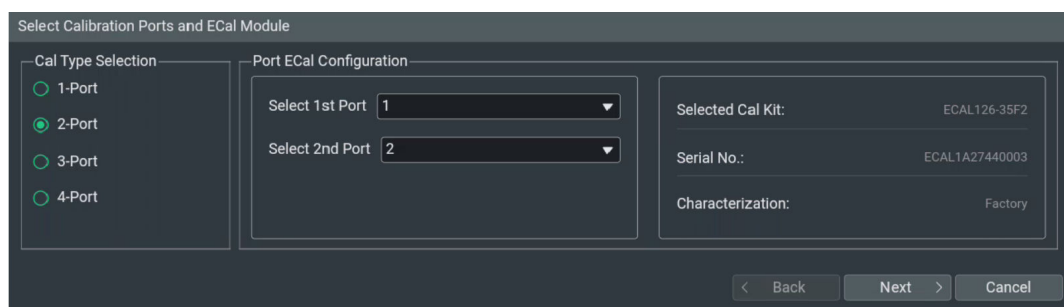 Select Calibration Ports and ECal Module
Cal Type Selection
1-Port
2-Port
3-Port
4-Port
Port ECal Configuration
Select 1st Port 1
Select 2nd Port 2
Selected Cal Kit: ECAL126-35F2
Serial No.: ECAL1A27440003
Characterization: Factory
< Back Next > Cancel